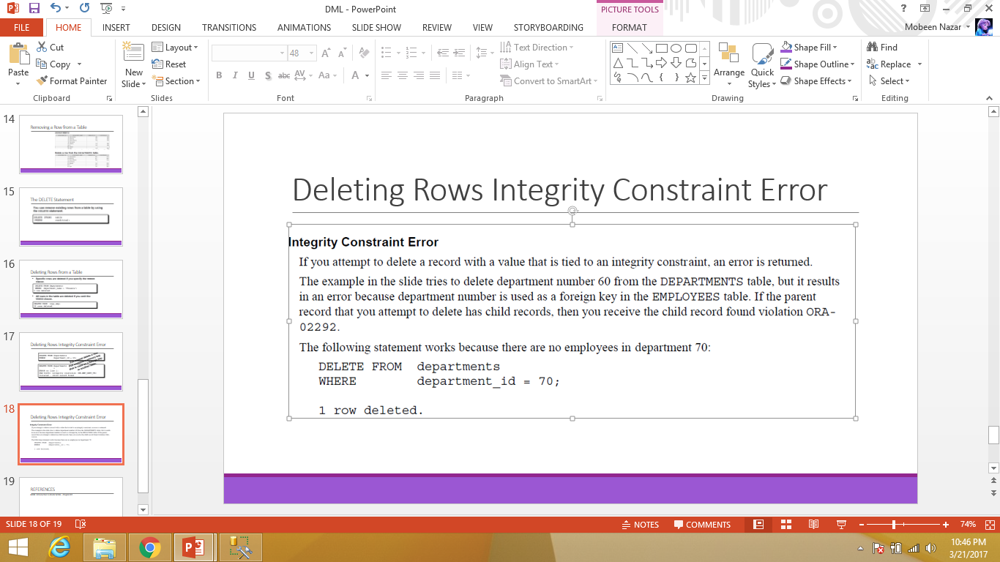 DML - PowerPoint
PICTURE TOOLS
FILE HOME INSERT DESIGN TRANSITIONS ANIMATIONS SLIDE SHOW REVIEW VIEW STORYBOARDING FORMAT
Mobeen Nazar
Paste
Cut
Copy
Format Painter
Clipboard
New Slide
Layout
Reset
Section
Slides
48
Font
Text Direction
Align Text
Convert to SmartArt
Paragraph
Arrange
Quick Styles
Shape Fill
Shape Outline
Shape Effects
Drawing
Find
Replace
Select
Editing
14
Removing a Row from a Table
15
The DELETE Statement
16
Deleting Rows from a Table
17
Deleting Rows Integrity Constraint Error
18
Deleting Rows Integrity Constraint Error
19
REFERENCES
Deleting Rows Integrity Constraint Error
Integrity Constraint Error
If you attempt to delete a record with a value that is tied to an integrity constraint, an error is returned.
The example in the slide tries to delete department number 60 from the DEPARTMENTS table, but it results
in an error because department number is used as a foreign key in the EMPLOYEES table. If the parent
record that you attempt to delete has child records, then you receive the child record found violation ORA-
02292.
The following statement works because there are no employees in department 70:
DELETE FROM departments
WHERE department_id = 70;
1 row deleted.
SLIDE 18 OF 19
NOTES
COMMENTS
74%
10:46 PM
3/21/2017